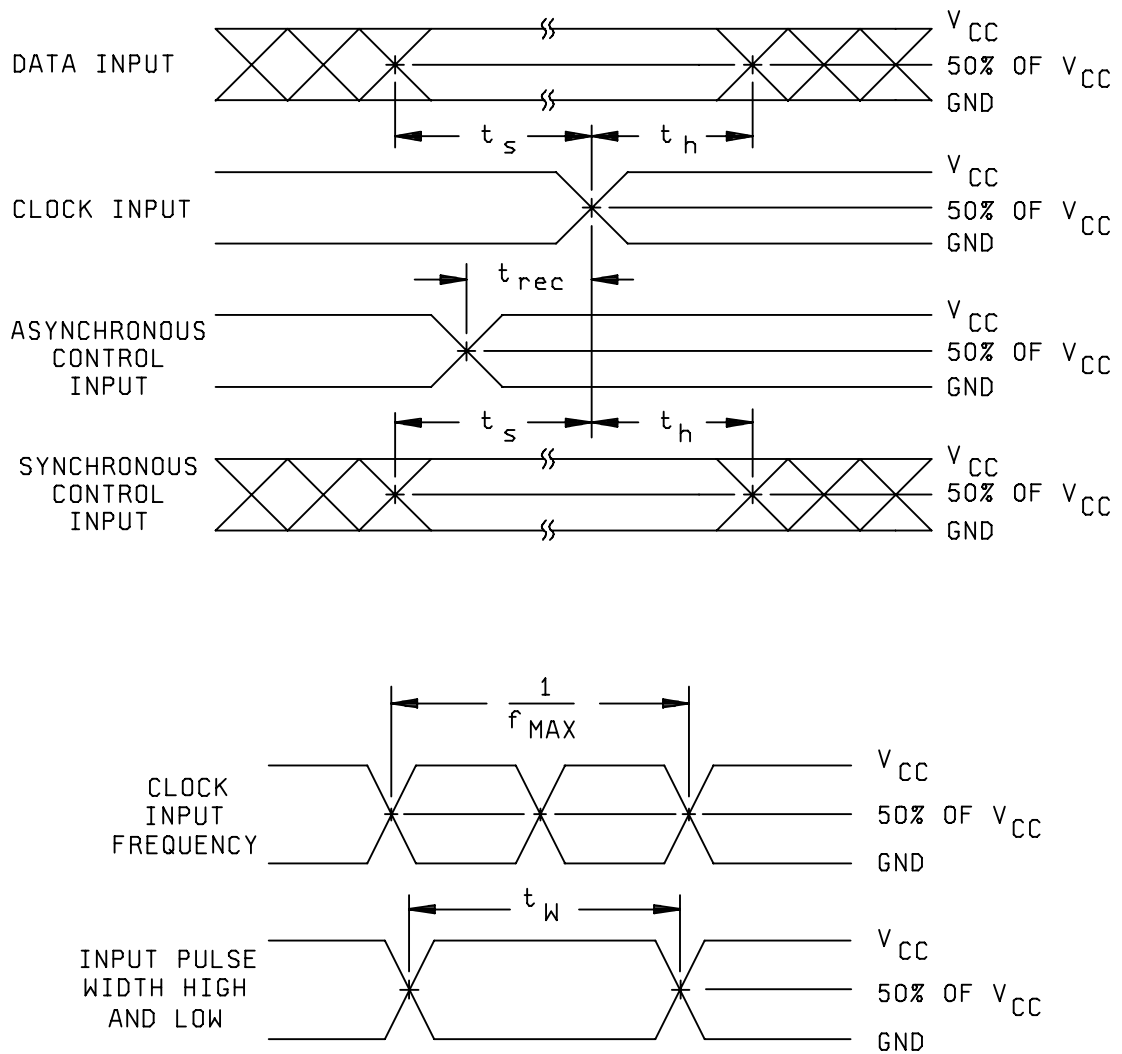 V CC
DATA INPUT
50% OF V CC
GND
t s
t h
V CC
CLOCK INPUT
50% OF V CC
GND
t rec
V CC
ASYNCHRONOUS
CONTROL
INPUT
50% OF V CC
GND
t s
t h
V CC
SYNCHRONOUS
CONTROL
INPUT
50% OF V CC
GND
1
f MAX
V CC
CLOCK
INPUT
FREQUENCY
50% OF V CC
GND
t W
V CC
INPUT PULSE
WIDTH HIGH
AND LOW
50% OF V CC
GND